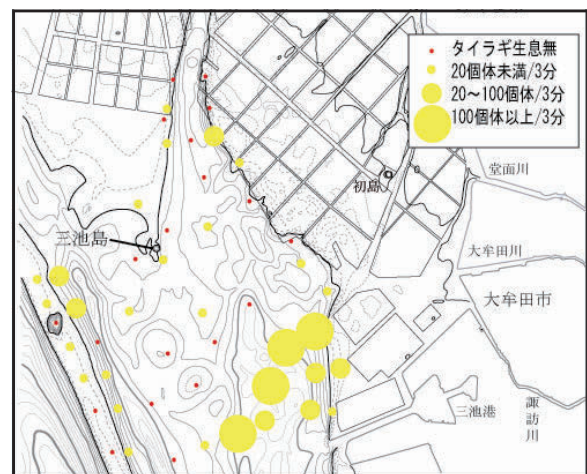 タイラギ生息無
20個体未満/3分
20～100個体/3分
100個体以上/3分
初島
堂面川
三池島
大牟田川
大牟田市
三池港
諏訪川